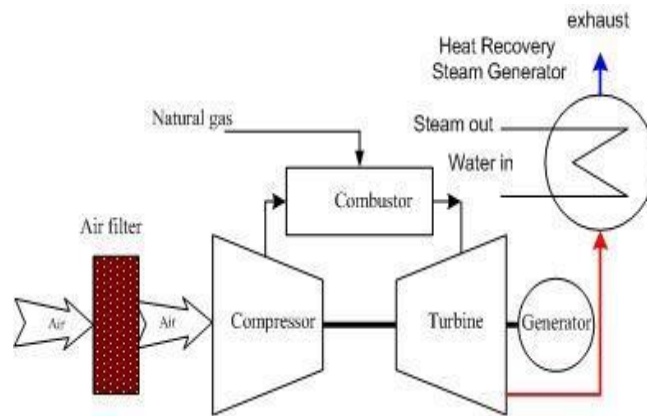 exhaust
Heat Recovery
Steam Generator
Natural gas
Steam out
Water in
Combustor
Air filter
Air
Air
Compressor
Turbine
Generator